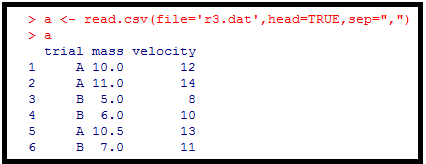 > a <- read.csv(file='r3.dat',head=TRUE,sep=",")
> a
  trial mass velocity
1     A 10.0       12
2     A 11.0       14
3     B  5.0        8
4     B  6.0       10
5     A 10.5       13
6     B  7.0       11